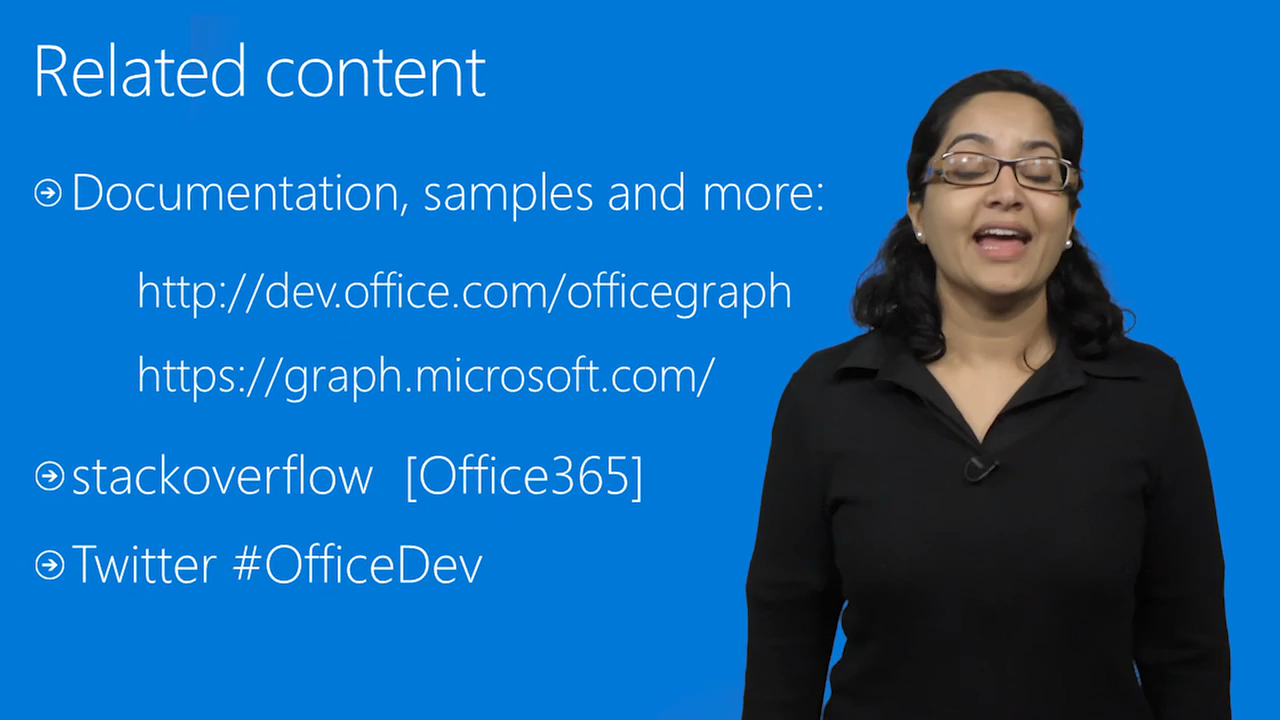 Related content
Documentation, samples and more:
http://dev.office.com/officegraph
https://graph.microsoft.com/
stackoverflow [Office365]
Twitter #OfficeDev